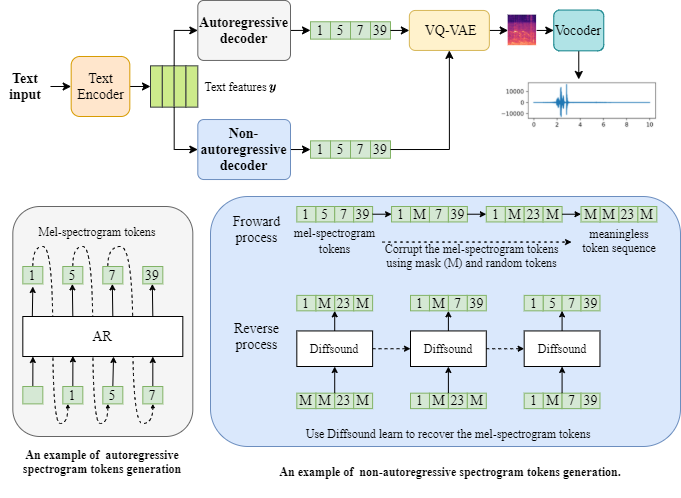 Text
input
Text
Encoder
Text features y
Autoregressive
decoder
1 5 7 39
VQ-VAE
Vocoder
Non-
autoregressive
decoder
1 5 7 39
10000
0
−10000
0 2 4 6 8 10
Mel-spectrogram tokens
1 5 7 39
AR
1 5 7
An example of autoregressive
spectrogram tokens generation
Froward
process
1 5 7 39
1 M 7 39
1 M 23 M
M M 23 M
mel-spectrogram
tokens
Corrupt the mel-spectrogram tokens
using mask (M) and random tokens
meaningless
token sequence
Reverse
process
1 M 23 M
1 M 7 39
1 5 7 39
Diffsound
Diffsound
Diffsound
M M 23 M
1 M 23 M
1 M 7 39
Use Diffsound learn to recover the mel-spectrogram tokens
An example of non-autoregressive spectrogram tokens generation.